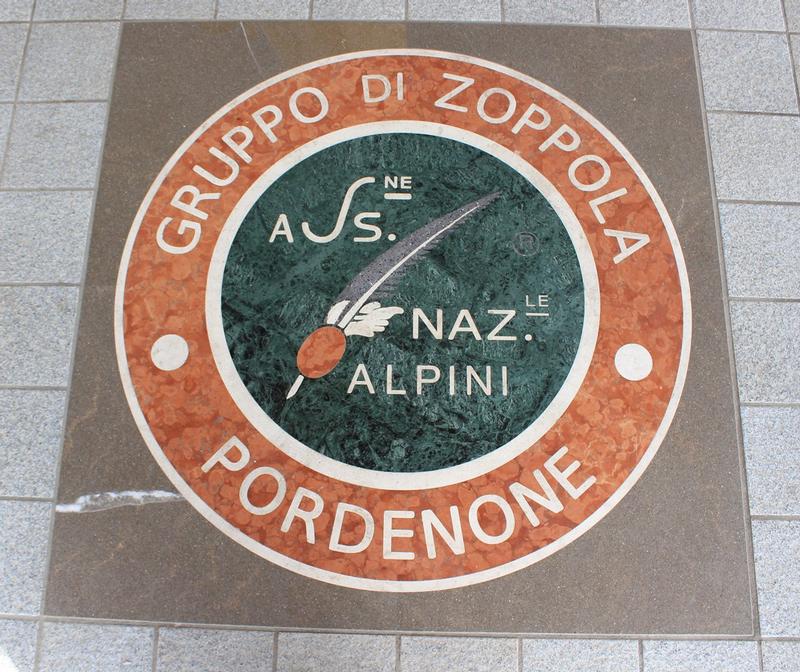 GRUPPO DI ZOPPOLA
ASS.NE
NAZ.LE
ALPINI
®
PORDENONE